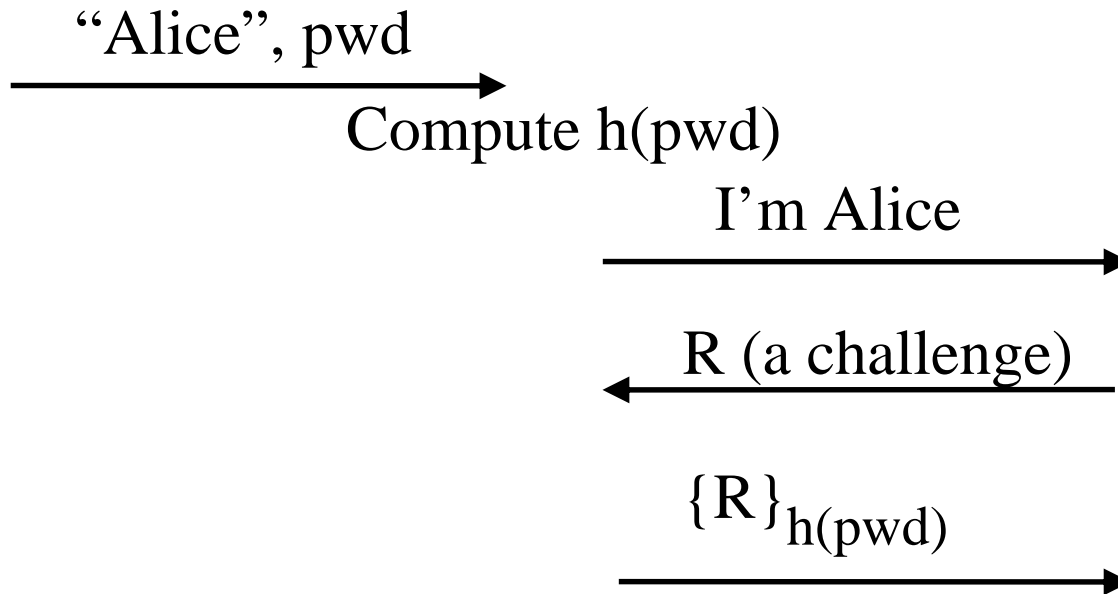 “Alice”, pwd
Compute h(pwd)
I’m Alice
R (a challenge)
{R}h(pwd)